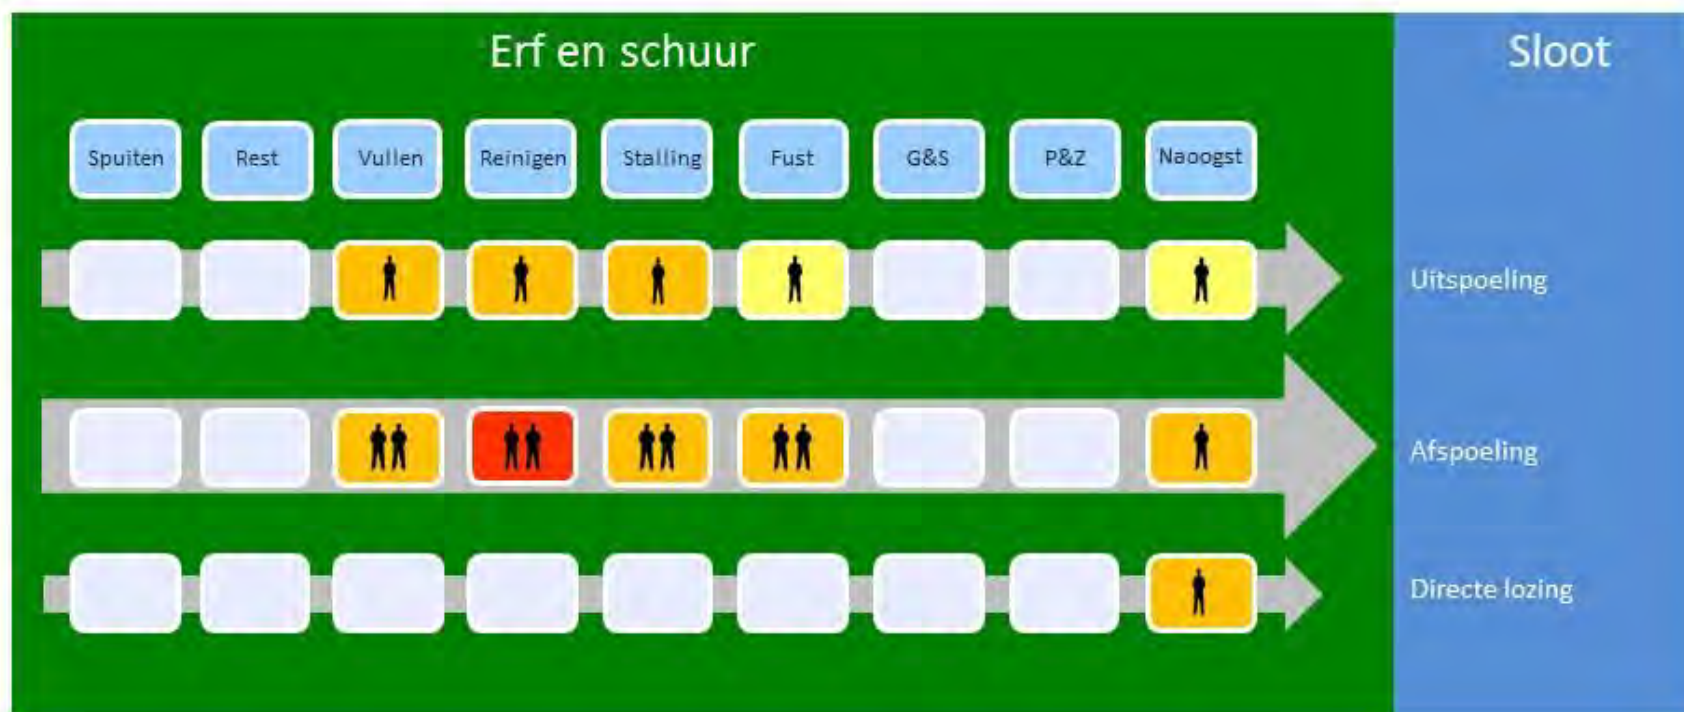 Erf en schuur
Sloot
Spuiten
Rest
Vullen
Reinigen
Stalling
Fust
G&S
P&Z
Naoogst
Uitspoeling
Afspoeling
Directe lozing